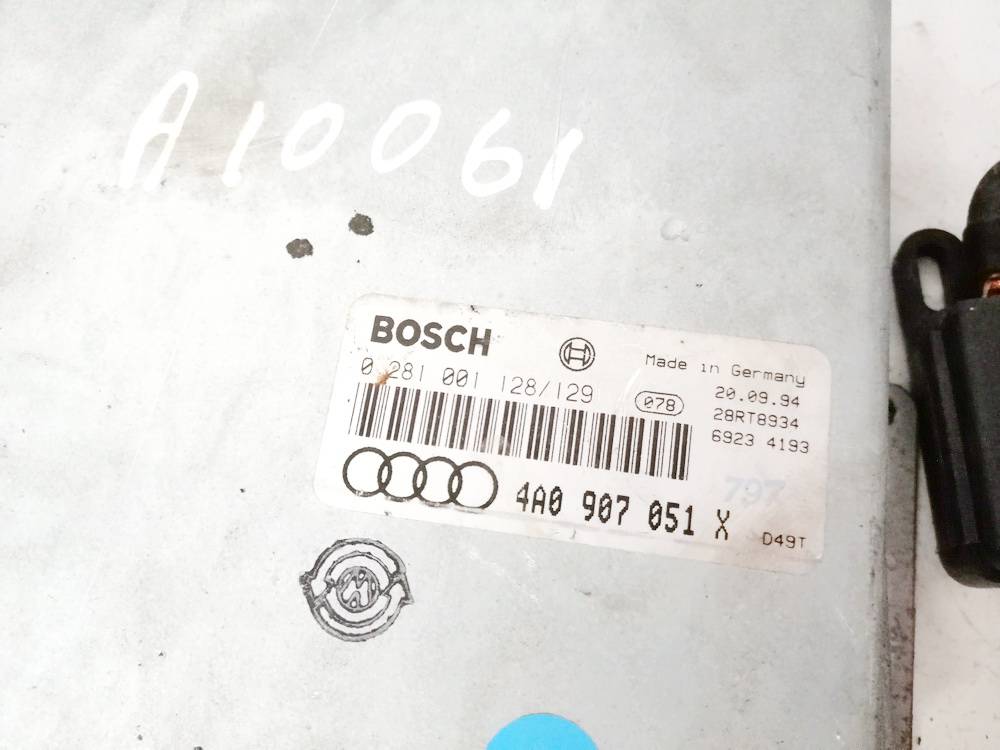 A10061
BOSCH
Made in Germany
0 281 001 128/129
078
20.09.94
28RT8934
6923 4193
797
4A0 907 051 X
D49T